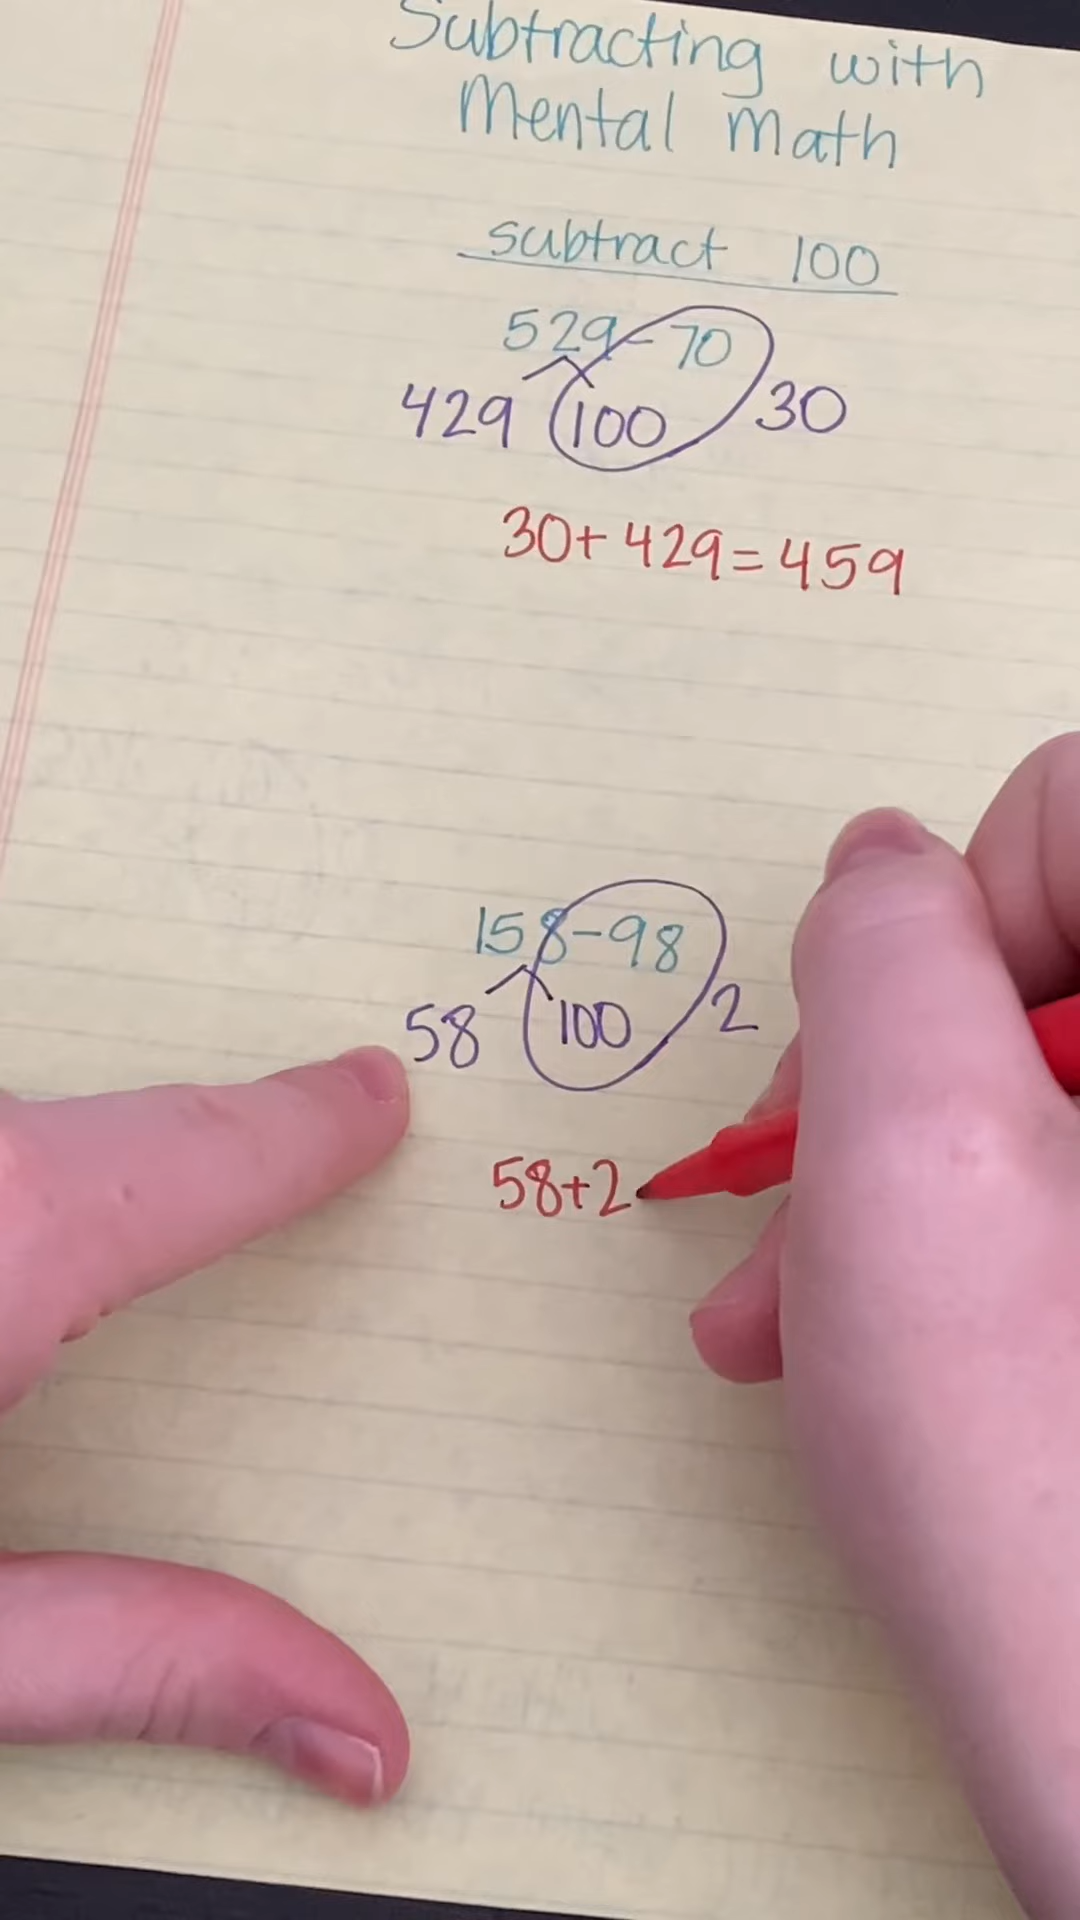 Subtracting with
Mental Math
subtract 100
529-70
429 100 30
30+429=459
158-98
58 100 2
58+2